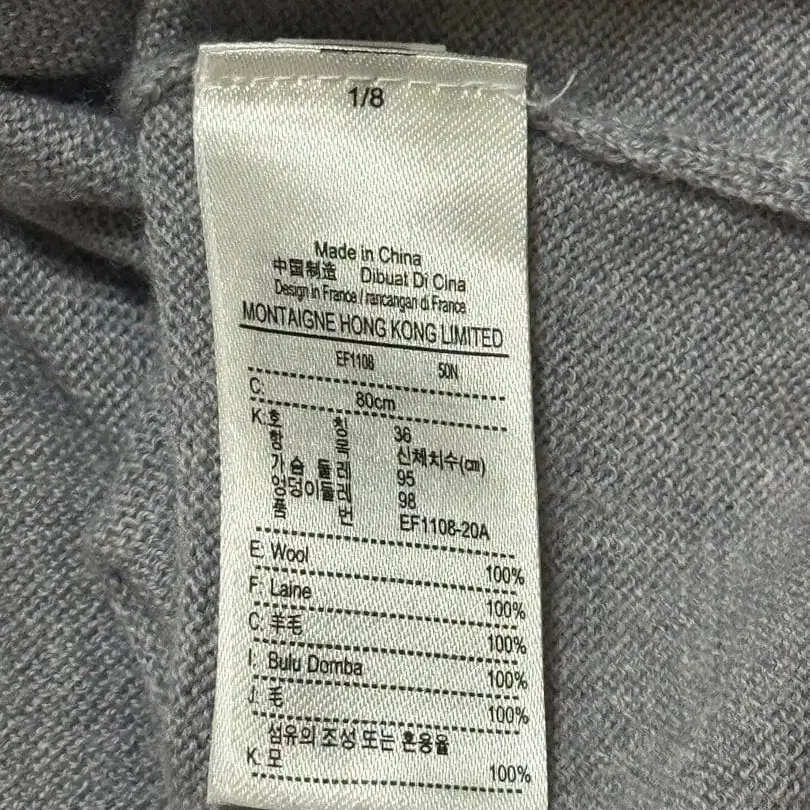 1/8
Made in China
中国制造 Dibuat Di Cina
Design in France / rancangan di France
MONTAIGNE HONG KONG LIMITED
EF1108 50N
C: 80cm
K: 호 칭 36
항 목 신체치수(㎝)
가슴둘레 95
엉덩이둘레 98
품 번 EF1108-20A
E: Wool 100%
F: Laine 100%
C: 羊毛 100%
I: Bulu Domba 100%
J: 毛 100%
섬유의 조성 또는 혼용율
K: 모 100%